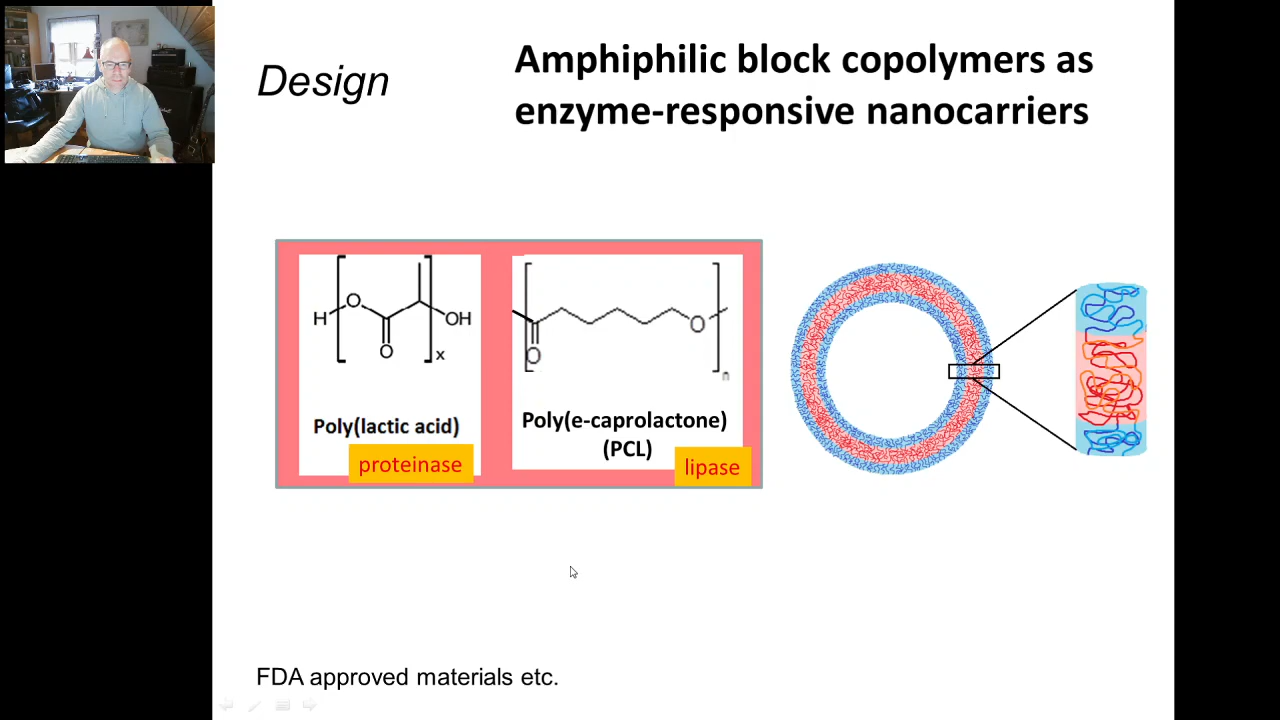 Design
Amphiphilic block copolymers as
enzyme-responsive nanocarriers
H
O
O
OH
x
Poly(lactic acid)
proteinase
O
O
n
Poly(e-caprolactone)
(PCL)
lipase
FDA approved materials etc.